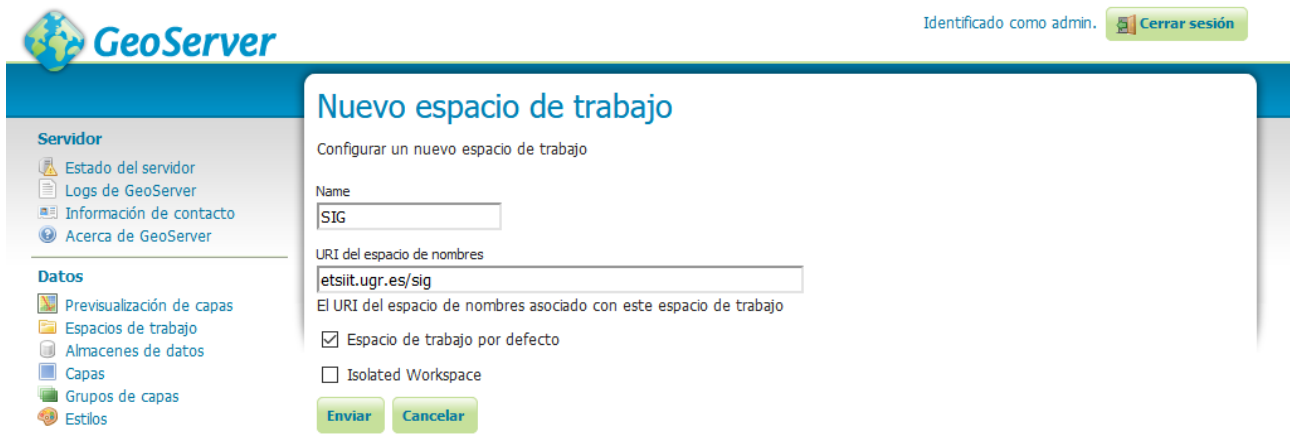 GeoServer
Identificado como admin.
Cerrar sesión
Servidor
Estado del servidor
Logs de GeoServer
Información de contacto
Acerca de GeoServer
Datos
Previsualización de capas
Espacios de trabajo
Almacenes de datos
Capas
Grupos de capas
Estilos
Nuevo espacio de trabajo
Configurar un nuevo espacio de trabajo
Name
SIG
URI del espacio de nombres
etsiit.ugr.es/sig
El URI del espacio de nombres asociado con este espacio de trabajo
Espacio de trabajo por defecto
Isolated Workspace
Enviar
Cancelar